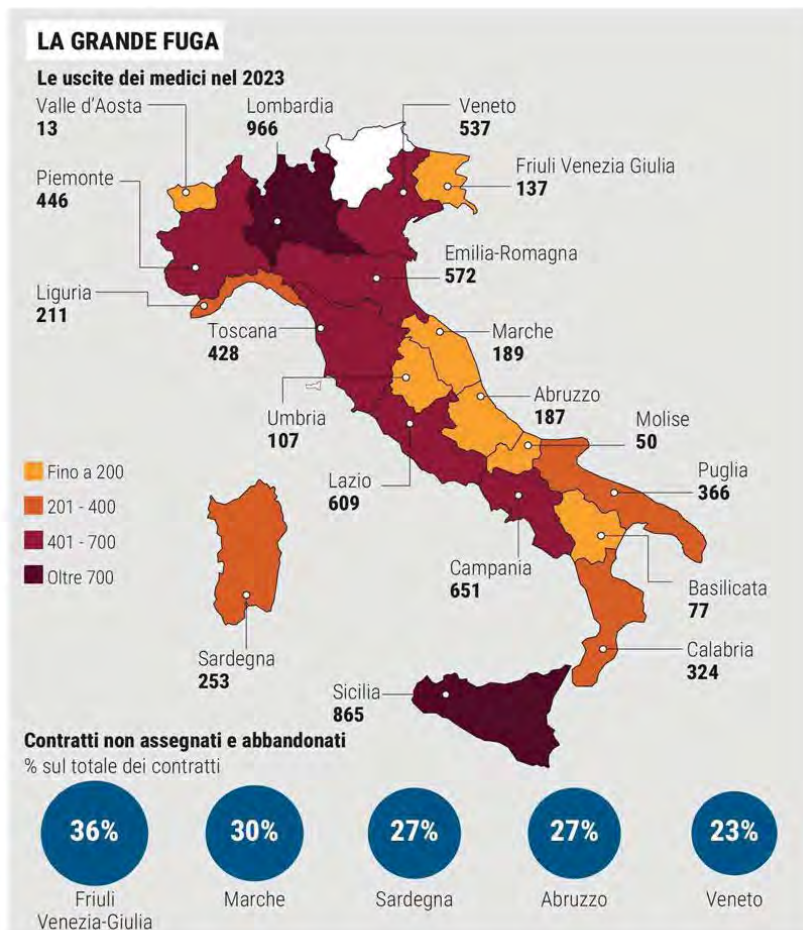 LA GRANDE FUGA
Le uscite dei medici nel 2023
Valle d'Aosta
13
Lombardia
966
Veneto
537
Piemonte
446
Friuli Venezia Giulia
137
Emilia-Romagna
572
Liguria
211
Toscana
428
Marche
189
Umbria
107
Abruzzo
187
Molise
50
Lazio
609
Puglia
366
Fino a 200
201 - 400
401 - 700
Oltre 700
Campania
651
Basilicata
77
Sardegna
253
Calabria
324
Sicilia
865
Contratti non assegnati e abbandonati
% sul totale dei contratti
36%
Friuli
Venezia-Giulia
30%
Marche
27%
Sardegna
27%
Abruzzo
23%
Veneto